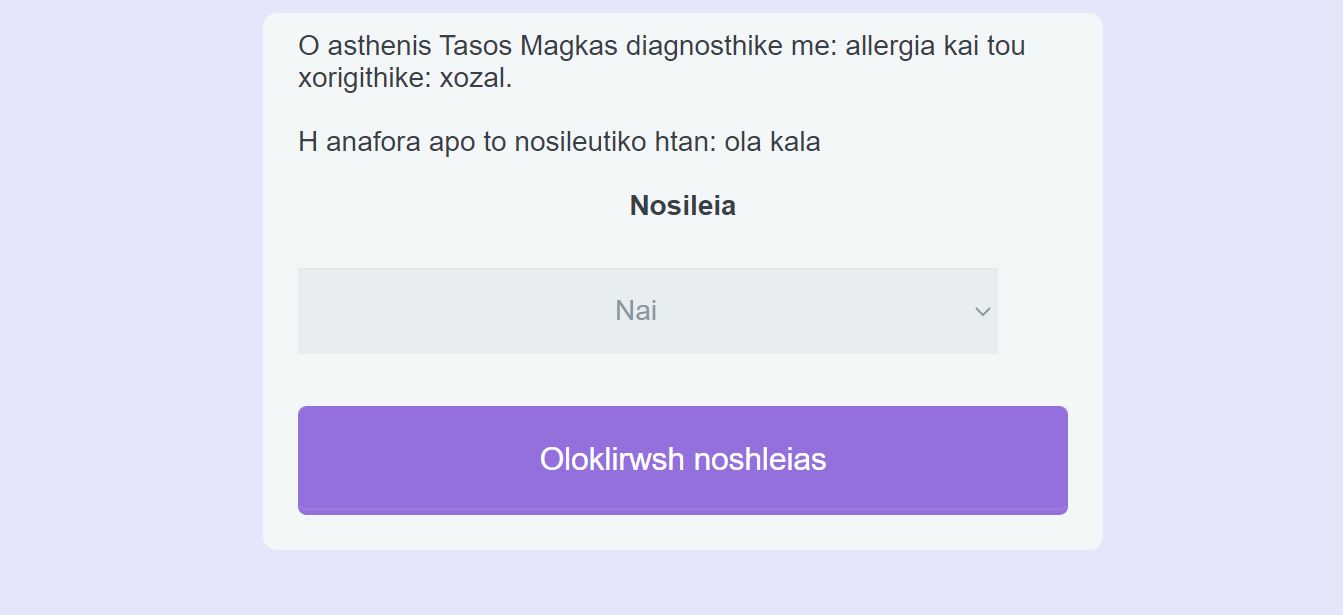 O asthenis Tasos Magkas diagnosthike me: allergia kai tou
xorigithike: xozal.
H anafora apo to nosileutiko htan: ola kala
Nosileia
Nai
Oloklirwsh noshleias